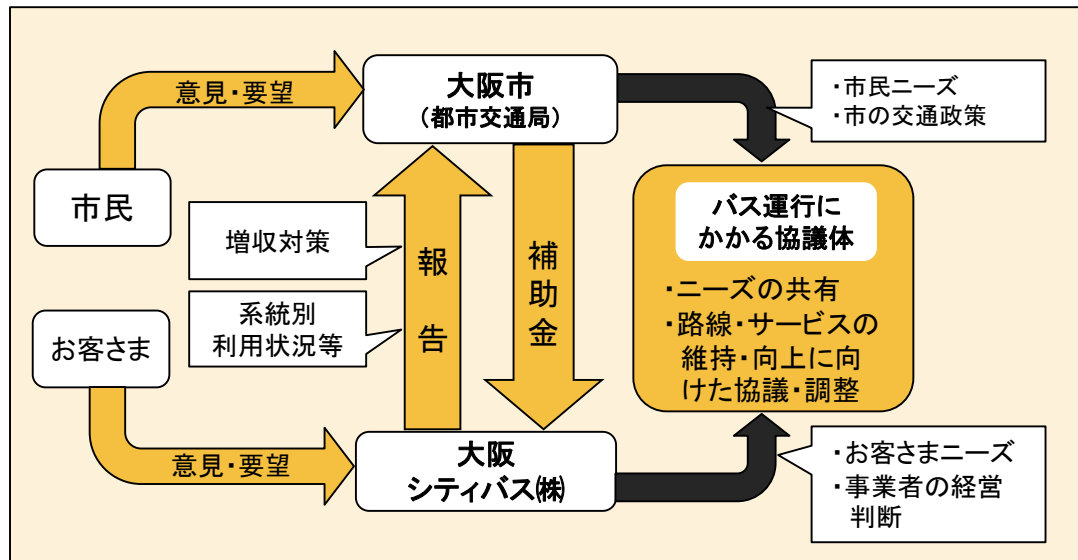 意見・要望
市民
大阪市
（都市交通局）
・市民ニーズ
・市の交通政策
増収対策
系統別
利用状況等
報告
補助金
バス運行に
かかる協議体
・ニーズの共有
・路線・サービスの
維持・向上に向
けた協議・調整
お客さま
意見・要望
大阪
シティバス㈱
・お客さまニーズ
・事業者の経営
判断